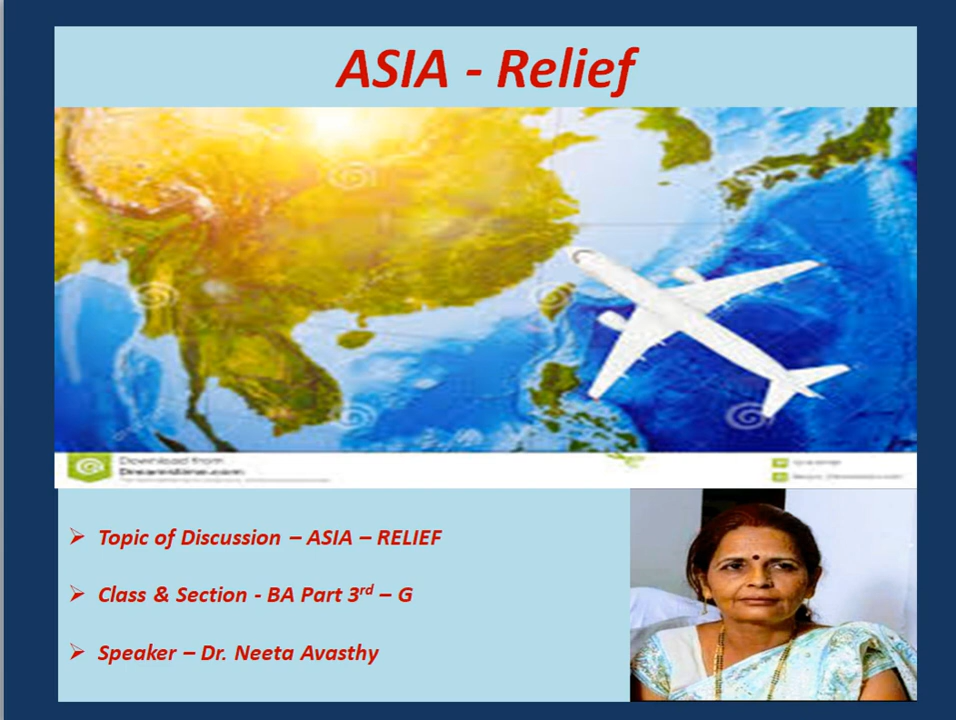 ASIA - Relief
Download from
Dreamstime.com
➢ Topic of Discussion – ASIA – RELIEF
➢ Class & Section - BA Part 3rd – G
➢ Speaker – Dr. Neeta Avasthy